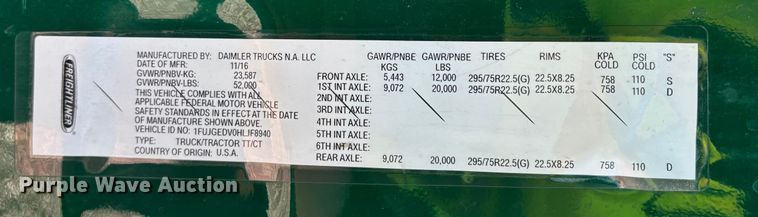 FREIGHTLINER
MANUFACTURED BY: DAIMLER TRUCKS N.A. LLC
DATE OF MFR: 11/16
GVWR/PNBV-KG: 23,587
GVWR/PNBV-LBS: 52,000
THIS VEHICLE COMPLIES WITH ALL
APPLICABLE FEDERAL MOTOR VEHICLE
SAFETY STANDARDS IN EFFECT AT THE DATE
OF MANUFACTURE SHOWN ABOVE.
VEHICLE ID NO: 1FUJGEDV0HLJF8940
TYPE: TRUCK/TRACTOR TT/CT
COUNTRY OF ORIGIN: U.S.A.
GAWR/PNBE KGS GAWR/PNBE LBS TIRES RIMS KPA COLD PSI COLD "S"
FRONT AXLE: 5,443 12,000 295/75R22.5(G) 22.5X8.25 758 110 S
1ST INT AXLE: 9,072 20,000 295/75R22.5(G) 22.5X8.25 758 110 D
2ND INT AXLE:
3RD INT AXLE:
4TH INT AXLE:
5TH INT AXLE:
6TH INT AXLE:
REAR AXLE: 9,072 20,000 295/75R22.5(G) 22.5X8.25 758 110 D
Purple Wave Auction